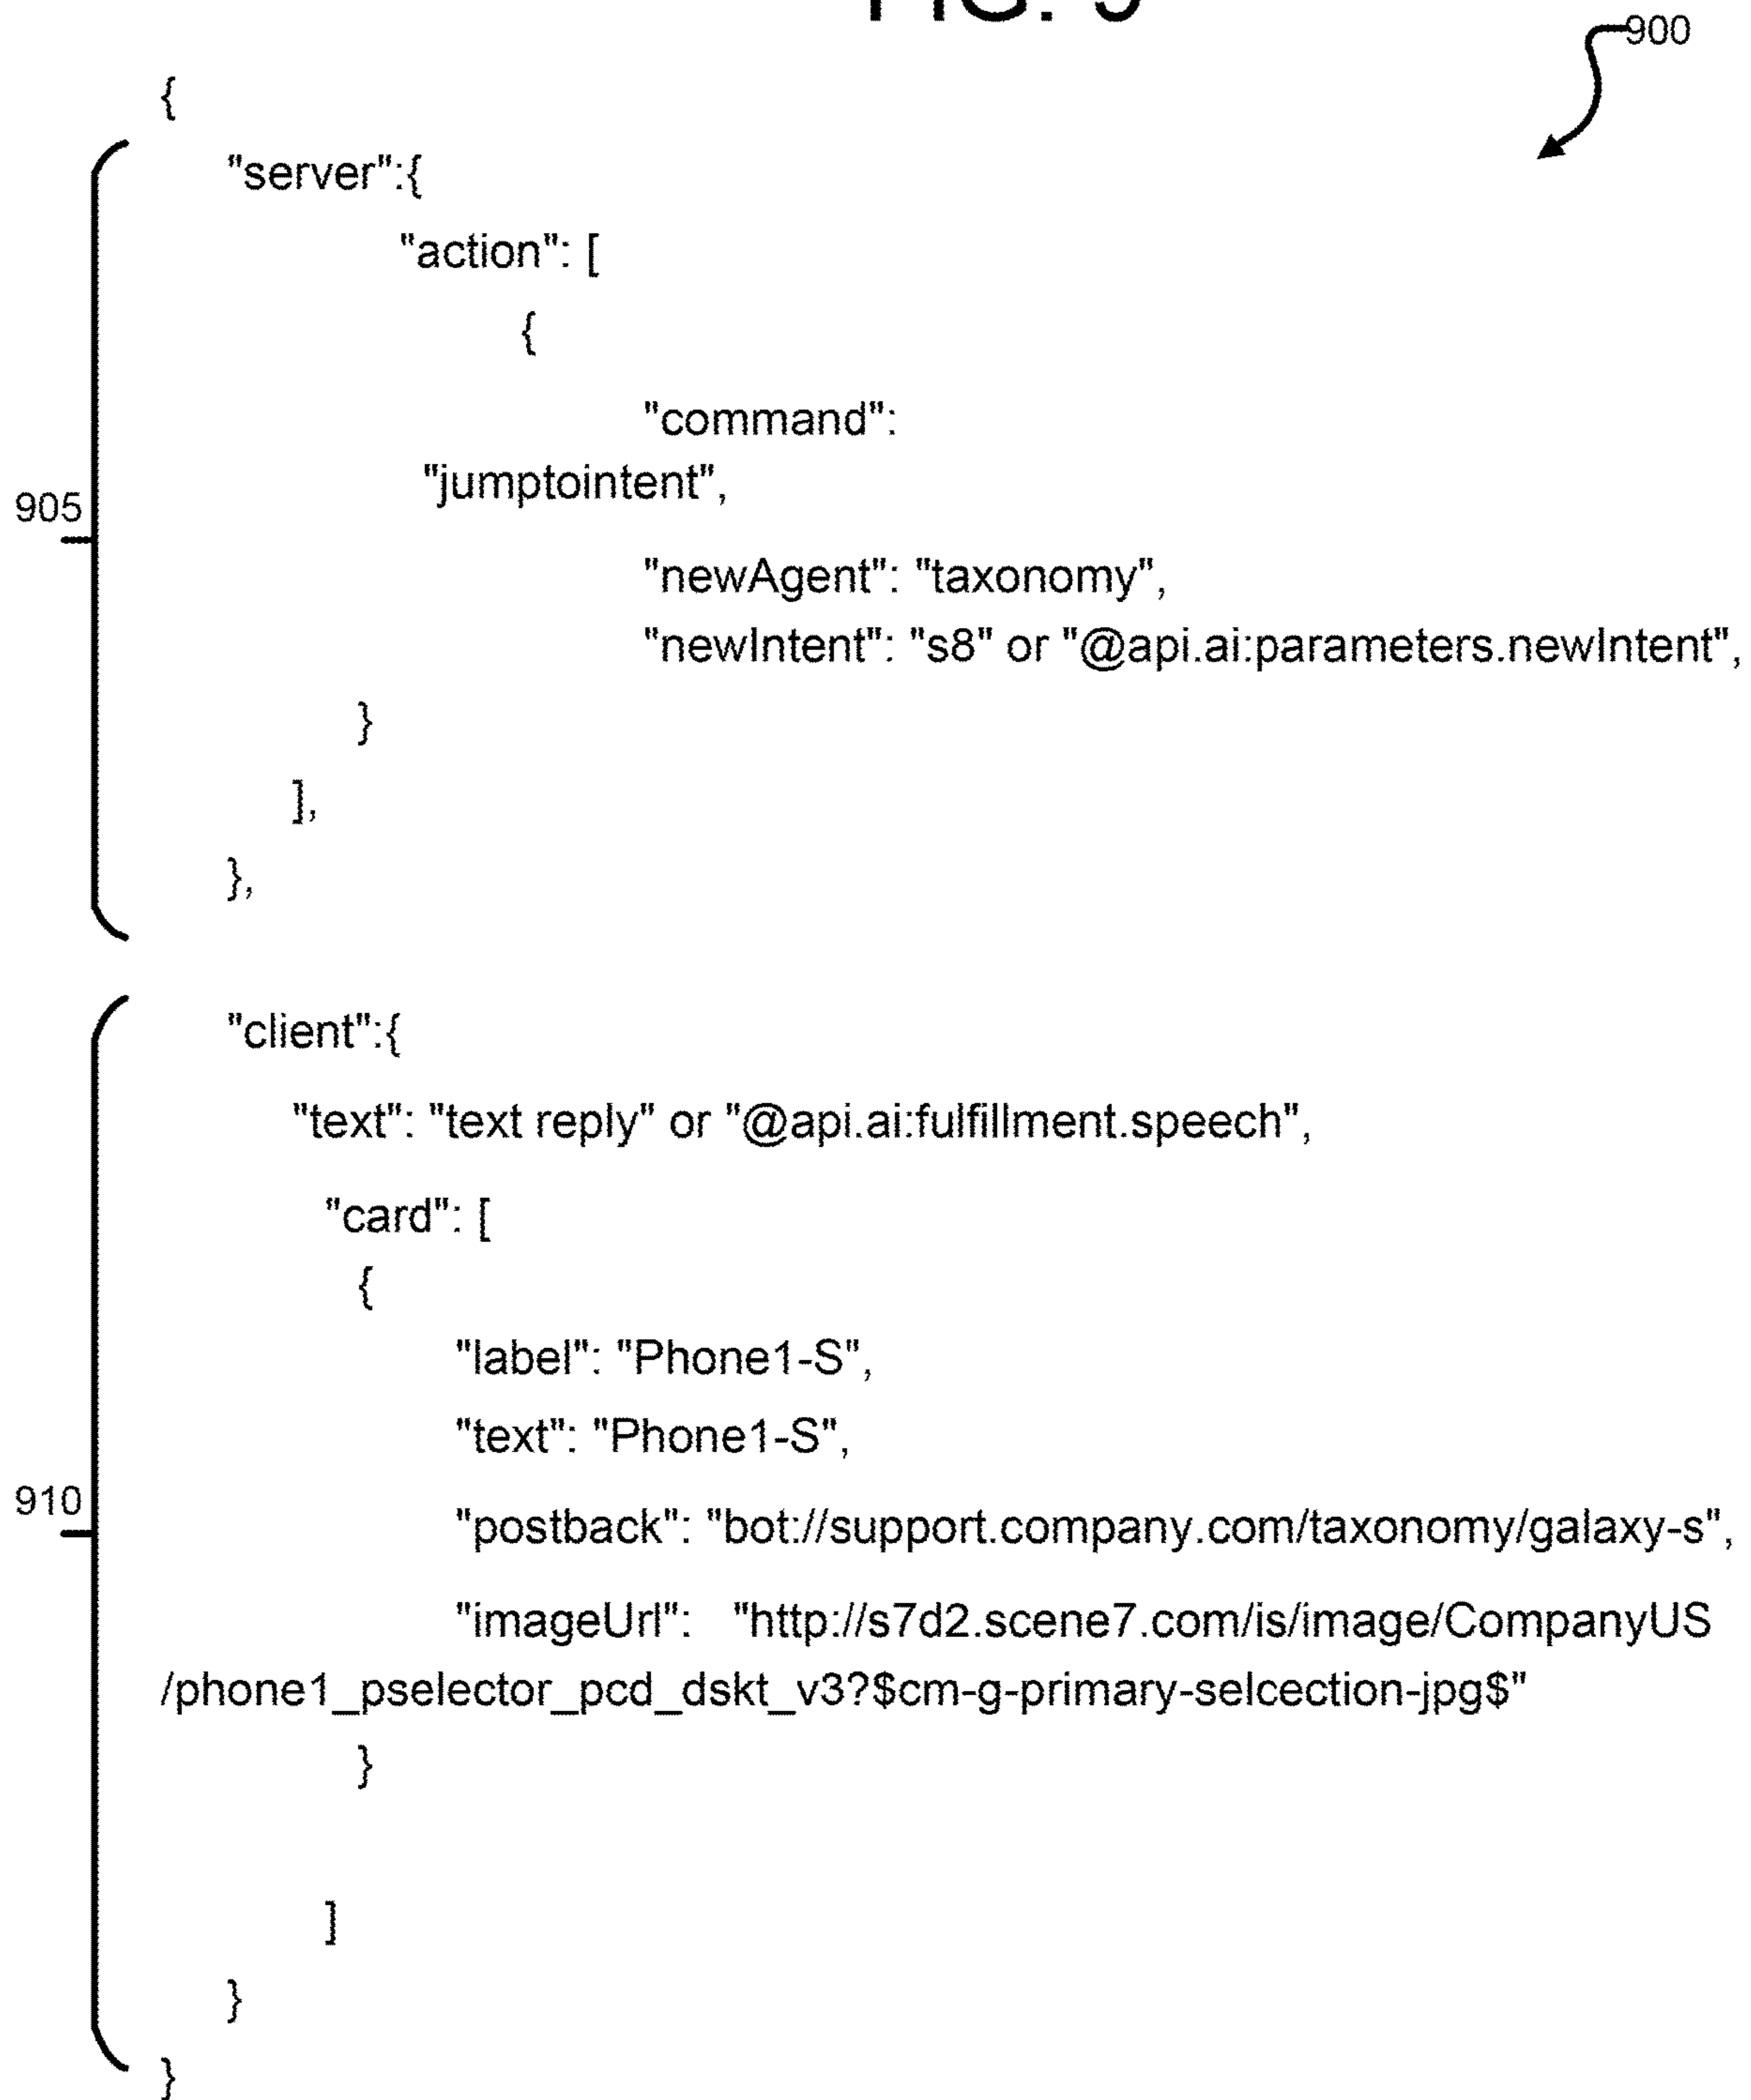 FIG. 9
900
{
"server":{
"action": [
{
"command":
"jumptointent",
905
"newAgent": "taxonomy",
"newIntent": "s8" or "@api.ai:parameters.newIntent",
}
],
},
"client":{
"text": "text reply" or "@api.ai:fulfillment.speech",
"card": [
{
"label": "Phone1-S",
"text": "Phone1-S",
910
"postback": "bot://support.company.com/taxonomy/galaxy-s",
"imageUrl": "http://s7d2.scene7.com/is/image/CompanyUS
/phone1_pselector_pcd_dskt_v3?$cm-g-primary-selcection-jpg$"
}
]
}
}